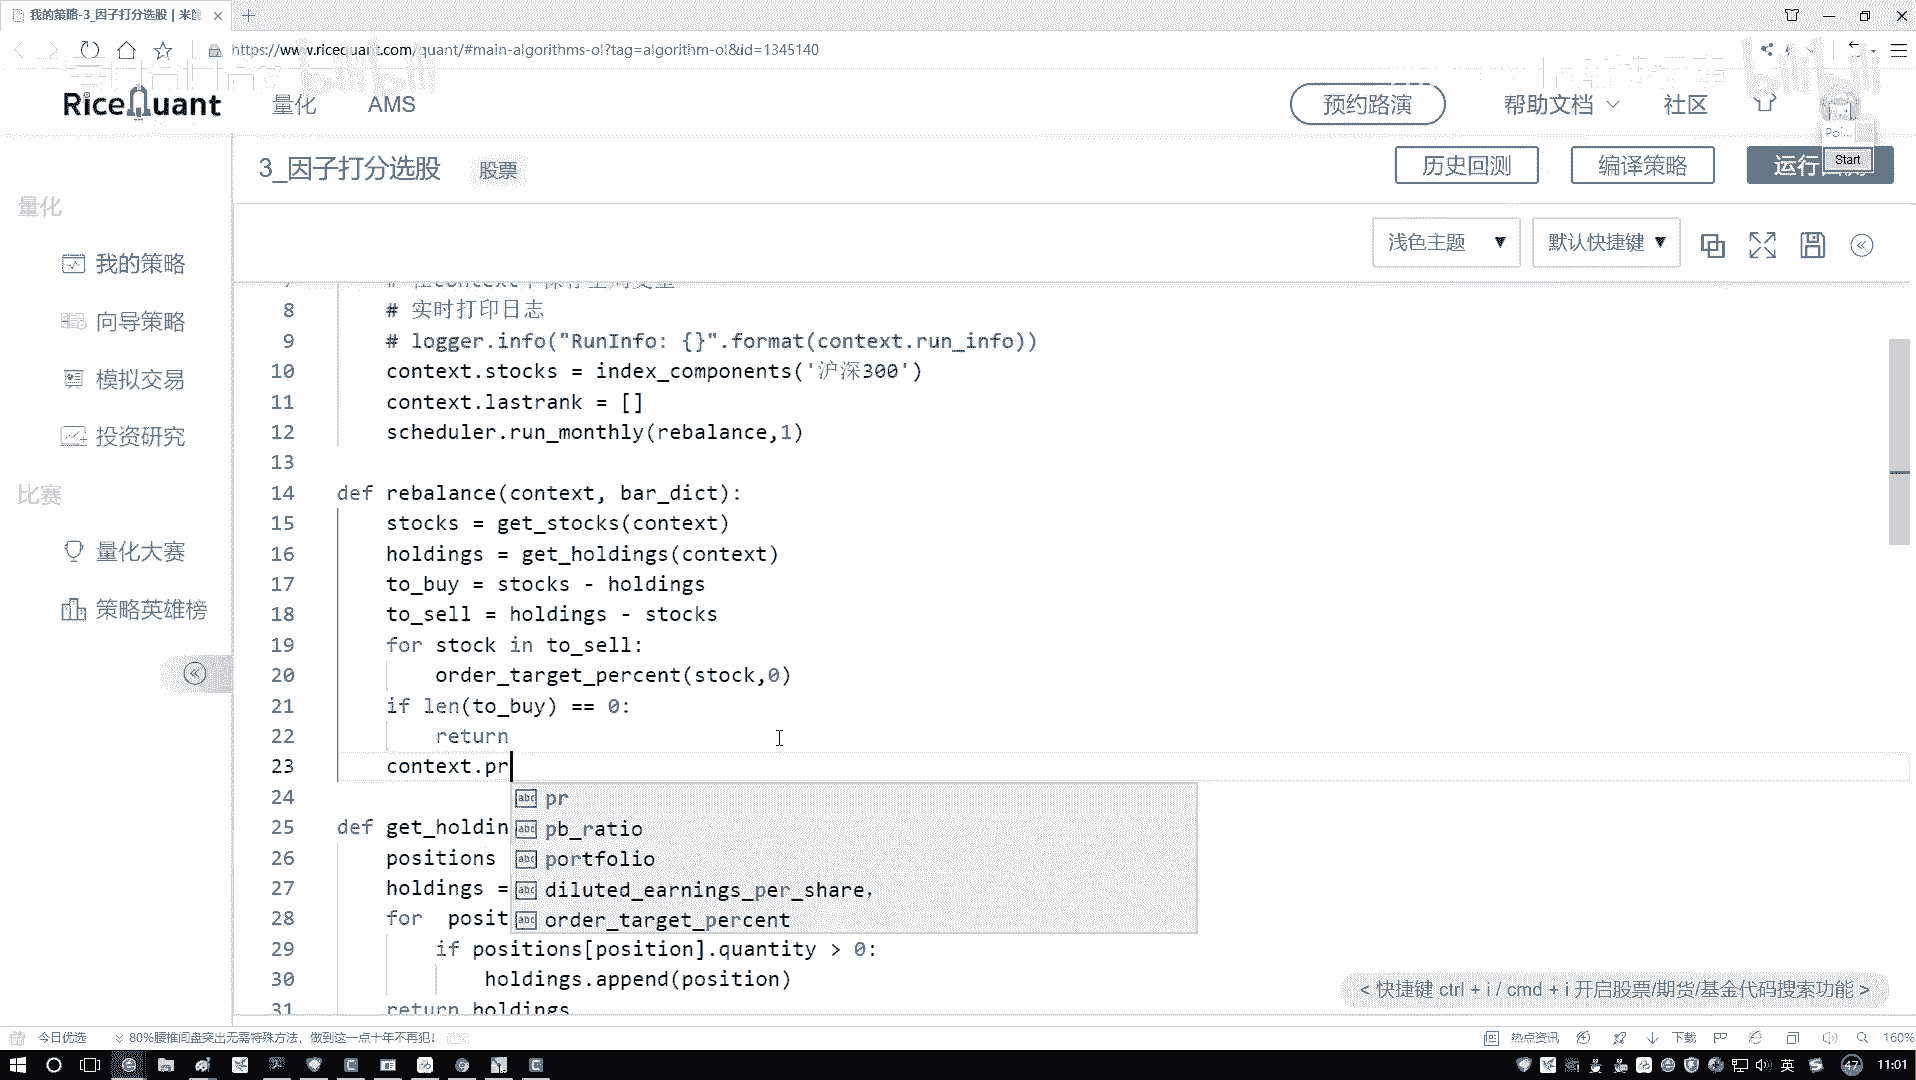 我的策略-3_因子打分选股 | 米筐
https://www.ricequant.com/quant/#main-algorithms-ol?tag=algorithm-ol&id=1345140
bilibili
bilibili
RiceQuant
量化
AMS
预约路演
帮助文档
社区
Poi...
Start
3_因子打分选股
股票
历史回测
编译策略
运行回测
浅色主题
默认快捷键
量化
我的策略
向导策略
模拟交易
投资研究
比赛
量化大赛
策略英雄榜
8 # 实时打印日志
9 # logger.info("RunInfo: {}".format(context.run_info))
10 context.stocks = index_components('沪深300')
11 context.lastrank = []
12 scheduler.run_monthly(rebalance,1)
13
14 def rebalance(context, bar_dict):
15 stocks = get_stocks(context)
16 holdings = get_holdings(context)
17 to_buy = stocks - holdings
18 to_sell = holdings - stocks
19 for stock in to_sell:
20 order_target_percent(stock,0)
21 if len(to_buy) == 0:
22 return
23 context.pr
24
abc pr
25 def get_holdin
abc pb_ratio
26 positions
abc portfolio
27 holdings =
abc diluted_earnings_per_share,
28 for posit
abc order_target_percent
29 if positions[position].quantity > 0:
30 holdings.append(position)
31 return holdings
< 快捷键 ctrl + i / cmd + i 开启股票/期货/基金代码搜索功能 >
今日优选
80%腰椎间盘突出无需特殊方法，做到这一点十年不再犯！
热点资讯
下载
160%
英
47
11:01